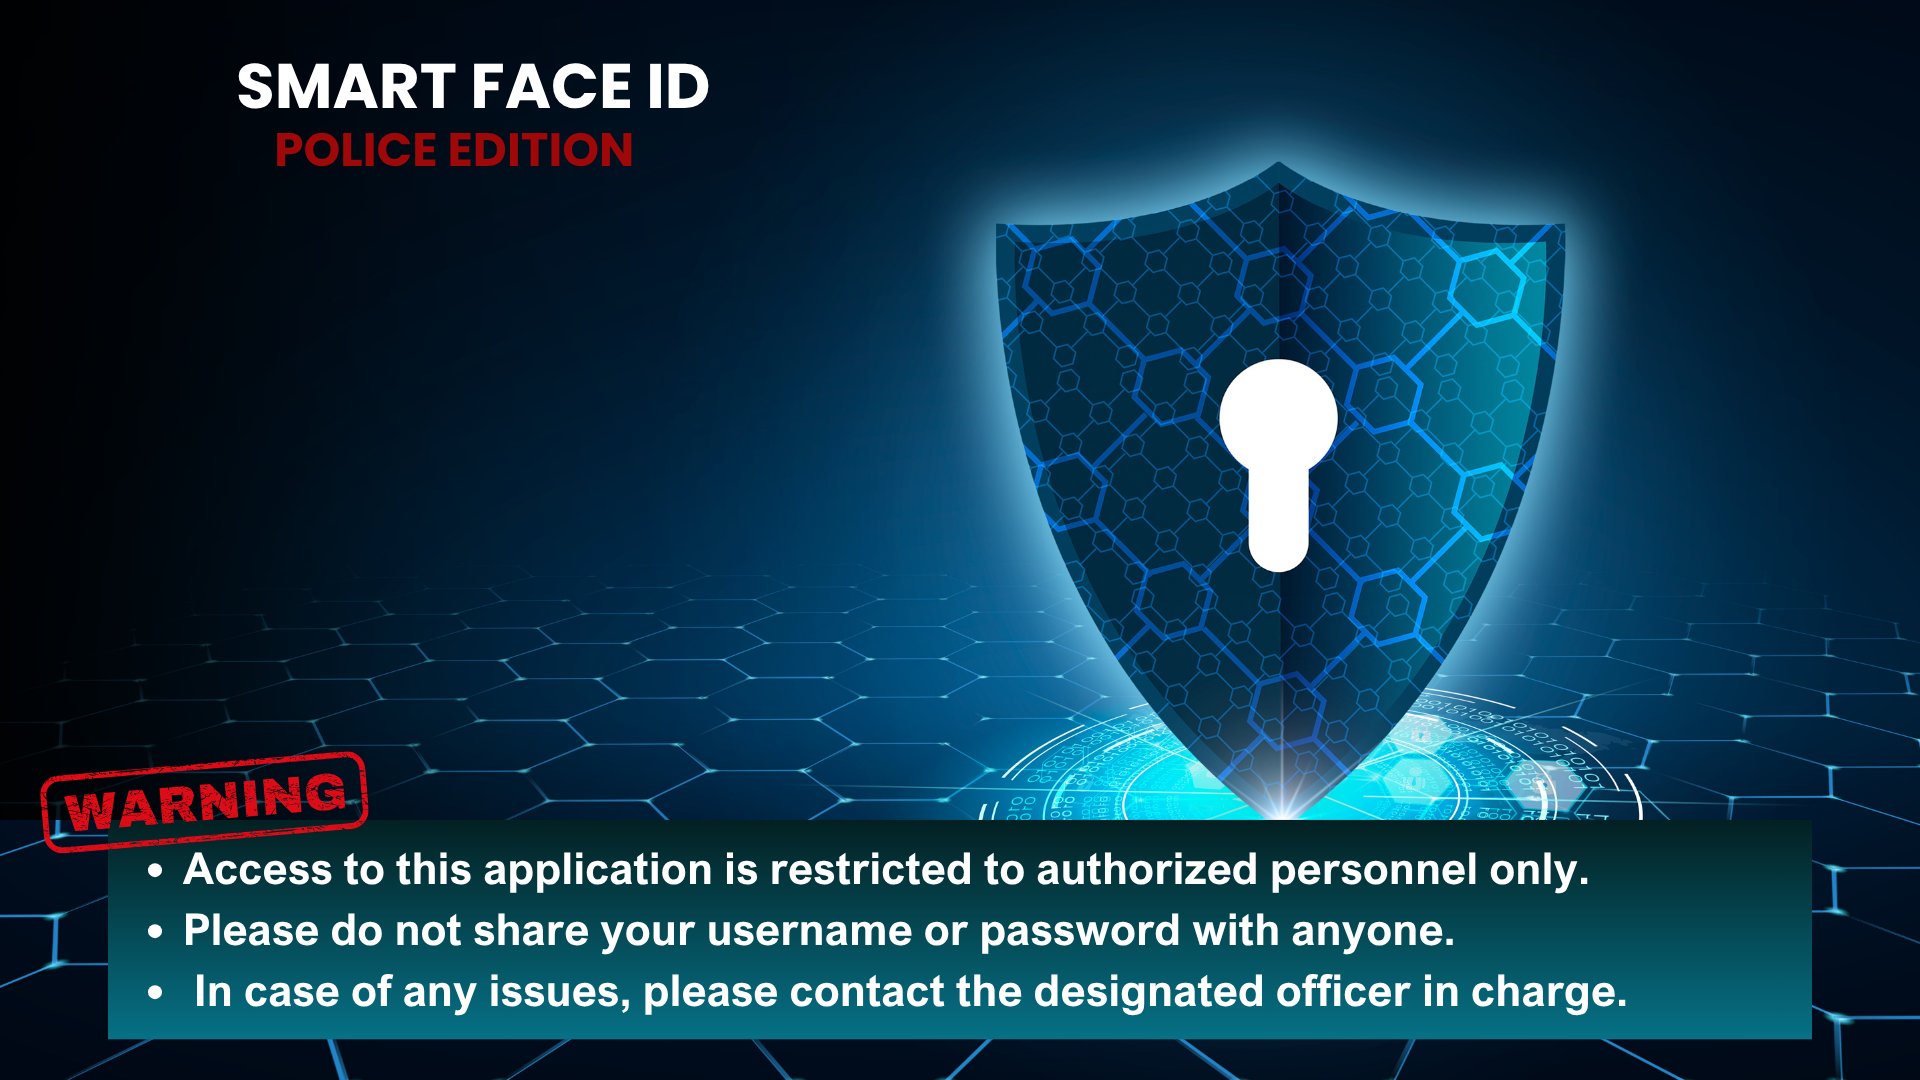 SMART FACE ID
POLICE EDITION
WARNING
• Access to this application is restricted to authorized personnel only.
• Please do not share your username or password with anyone.
• In case of any issues, please contact the designated officer in charge.